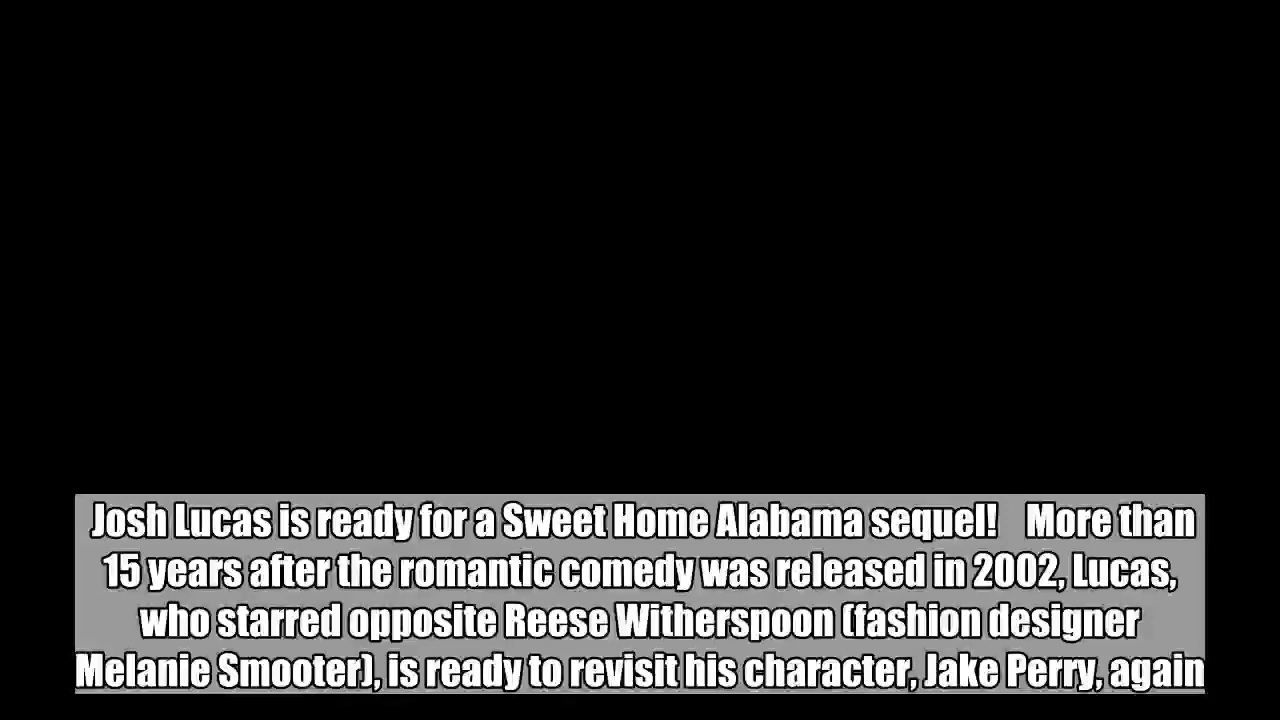 Josh Lucas is ready for a Sweet Home Alabama sequel! More than
15 years after the romantic comedy was released in 2002, Lucas,
who starred opposite Reese Witherspoon (fashion designer
Melanie Smooter), is ready to revisit his character, Jake Perry, again